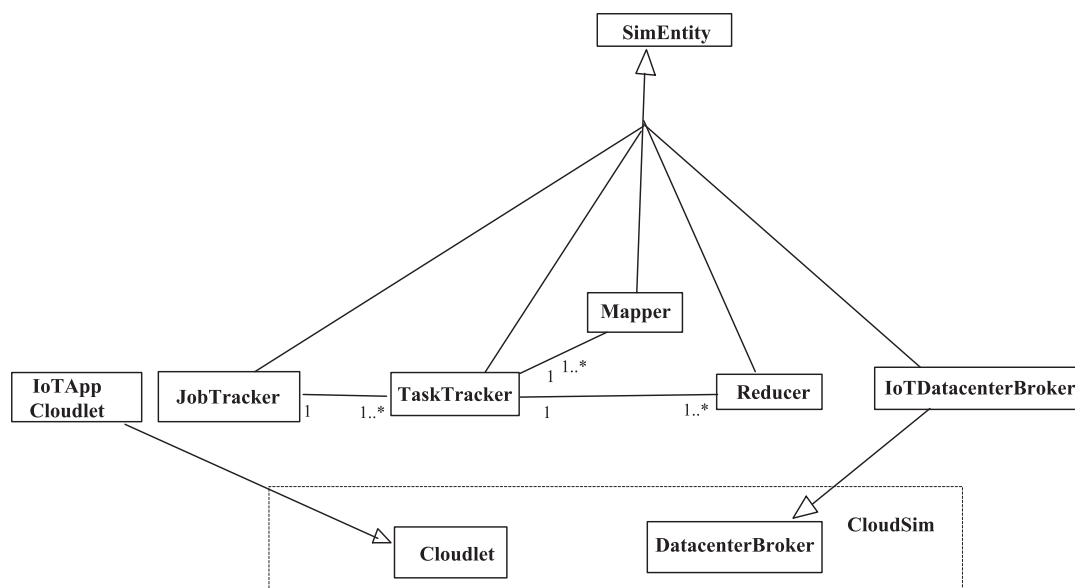 SimEntity
Mapper
1
1..*
IoTApp
Cloudlet
JobTracker
1
1..*
TaskTracker
1
1..*
Reducer
IoTDatacenterBroker
CloudSim
Cloudlet
DatacenterBroker